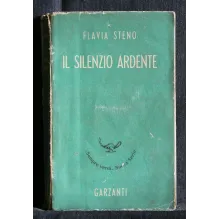 FLAVIA STENO
IL SILENZIO ARDENTE
GARZANTI